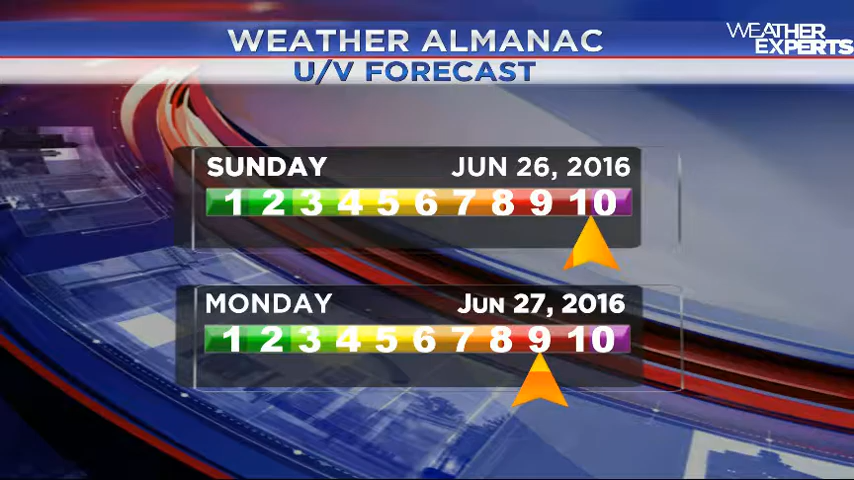 WEATHER ALMANAC
WEATHER
EXPERTS
U/V FORECAST
SUNDAY JUN 26, 2016
1 2 3 4 5 6 7 8 9 10
MONDAY JUN 27, 2016
1 2 3 4 5 6 7 8 9 10